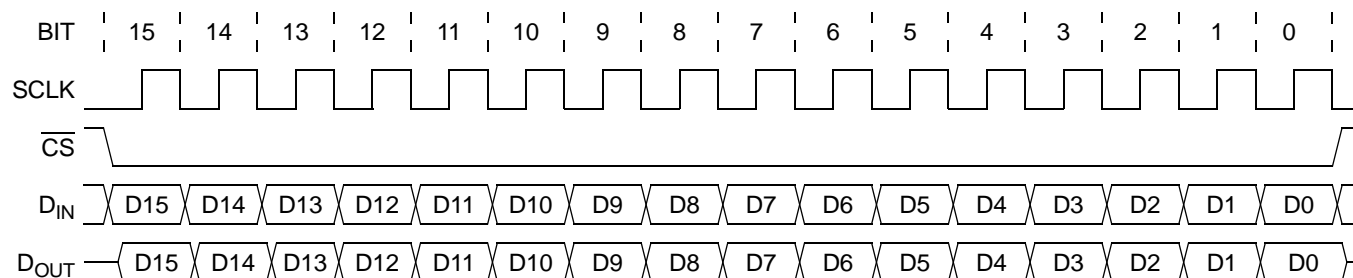 BIT 15 14 13 12 11 10 9 8 7 6 5 4 3 2 1 0
SCLK
CS
DIN D15 D14 D13 D12 D11 D10 D9 D8 D7 D6 D5 D4 D3 D2 D1 D0
DOUT D15 D14 D13 D12 D11 D10 D9 D8 D7 D6 D5 D4 D3 D2 D1 D0